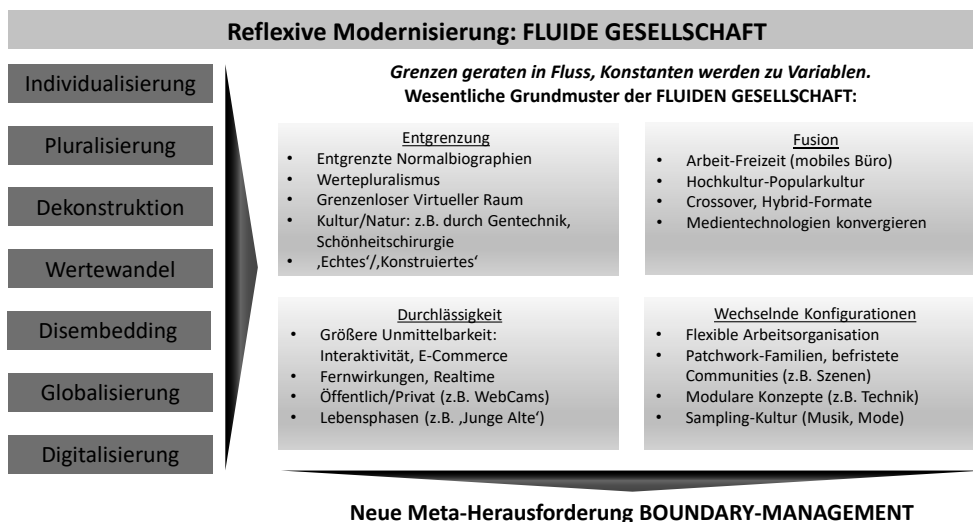 Reflexive Modernisierung: FLUIDE GESELLSCHAFT
Individualisierung
Pluralisierung
Dekonstruktion
Wertewandel
Disembedding
Globalisierung
Digitalisierung
Grenzen geraten in Fluss, Konstanten werden zu Variablen.
Wesentliche Grundmuster der FLUIDEN GESELLSCHAFT:
Entgrenzung
• Entgrenzte Normalbiographien
• Wertepluralismus
• Grenzenloser Virtueller Raum
• Kultur/Natur: z.B. durch Gentechnik,
Schönheitschirurgie
• ‚Echtes‘/‚Konstruiertes‘
Fusion
• Arbeit-Freizeit (mobiles Büro)
• Hochkultur-Popularkultur
• Crossover, Hybrid-Formate
• Medientechnologien konvergieren
Durchlässigkeit
• Größere Unmittelbarkeit:
Interaktivität, E-Commerce
• Fernwirkungen, Realtime
• Öffentlich/Privat (z.B. WebCams)
• Lebensphasen (z.B. ‚Junge Alte‘)
Wechselnde Konfigurationen
• Flexible Arbeitsorganisation
• Patchwork-Familien, befristete
Communities (z.B. Szenen)
• Modulare Konzepte (z.B. Technik)
• Sampling-Kultur (Musik, Mode)
Neue Meta-Herausforderung BOUNDARY-MANAGEMENT